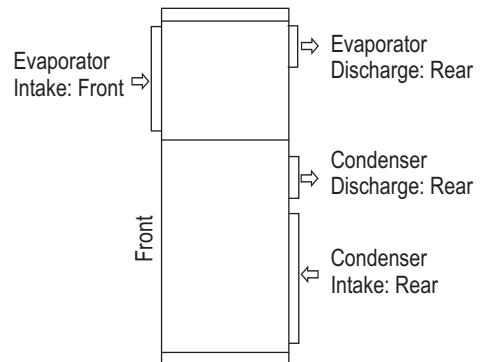 Evaporator
Intake: Front
Evaporator
Discharge: Rear
Condenser
Discharge: Rear
Front
Condenser
Intake: Rear